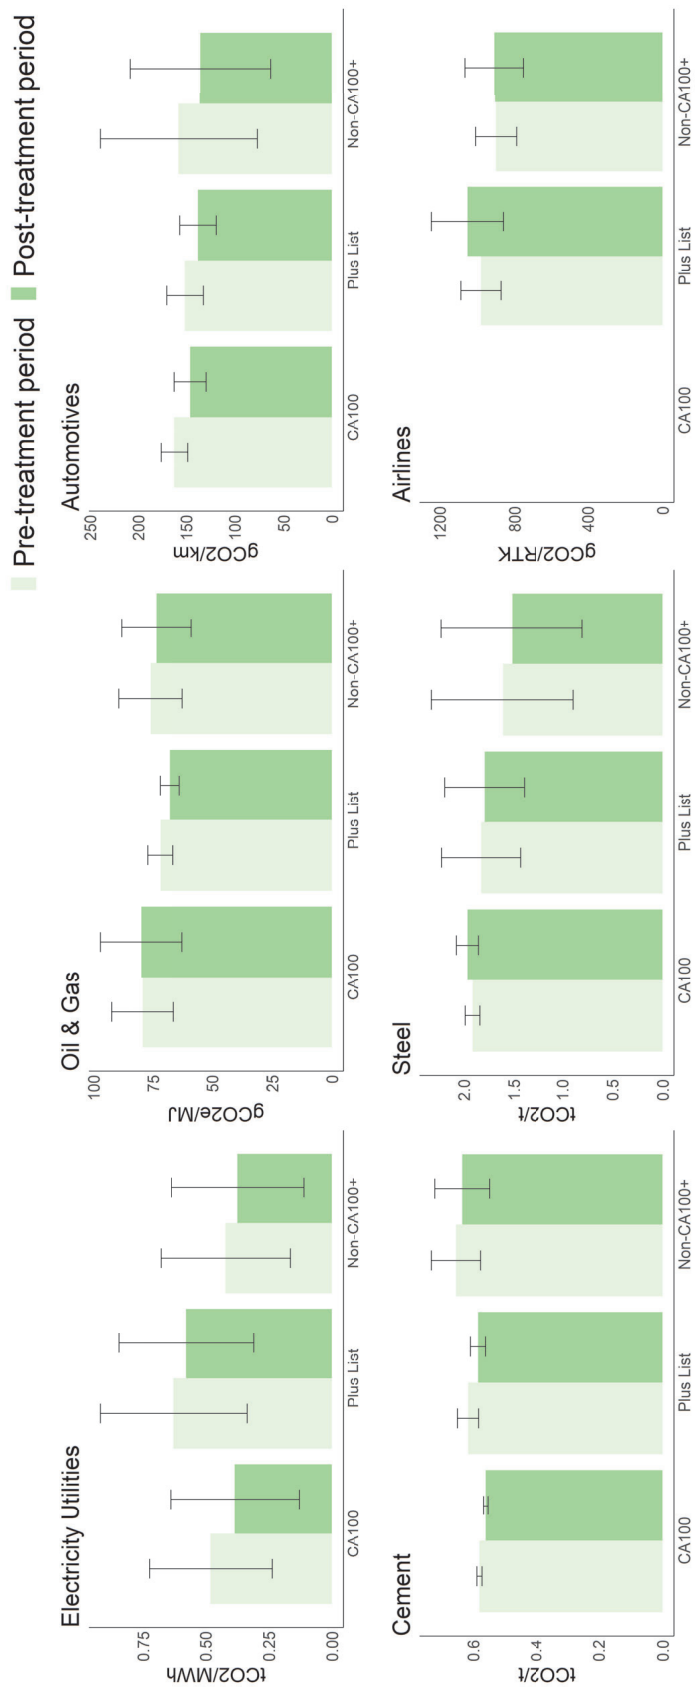 Pre-treatment period Post-treatment period
Electricity Utilities
tCO2/MWh
0.75
0.50
0.25
0.00
CA100 Plus List Non-CA100+
Oil & Gas
gCO2e/MJ
100
75
50
25
0
CA100 Plus List Non-CA100+
Automotives
gCO2/km
250
200
150
100
50
0
CA100 Plus List Non-CA100+
Cement
tCO2/t
0.6
0.4
0.2
0.0
CA100 Plus List Non-CA100+
Steel
tCO2/t
2.0
1.5
1.0
0.5
0.0
CA100 Plus List Non-CA100+
Airlines
gCO2/RTK
1200
800
400
0
CA100 Plus List Non-CA100+